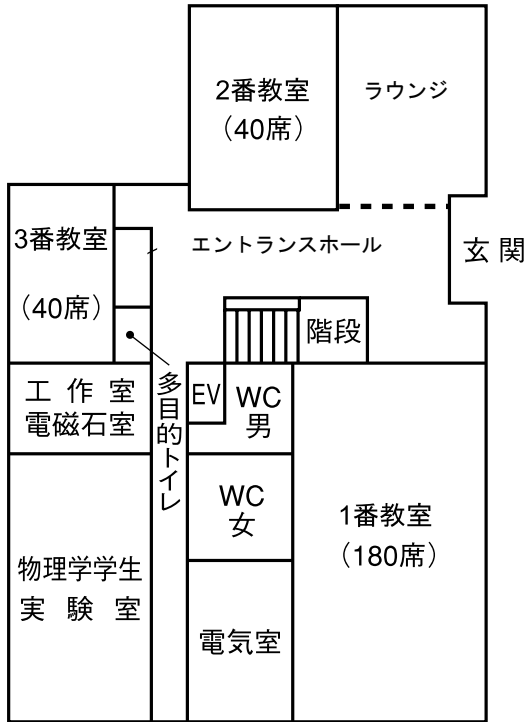 2番教室
（40席）
ラウンジ
3番教室
（40席）
エントランスホール
玄関
階段
工作室
電磁石室
多目的トイレ
EV
WC
男
WC
女
1番教室
（180席）
物理学学生
実験室
電気室